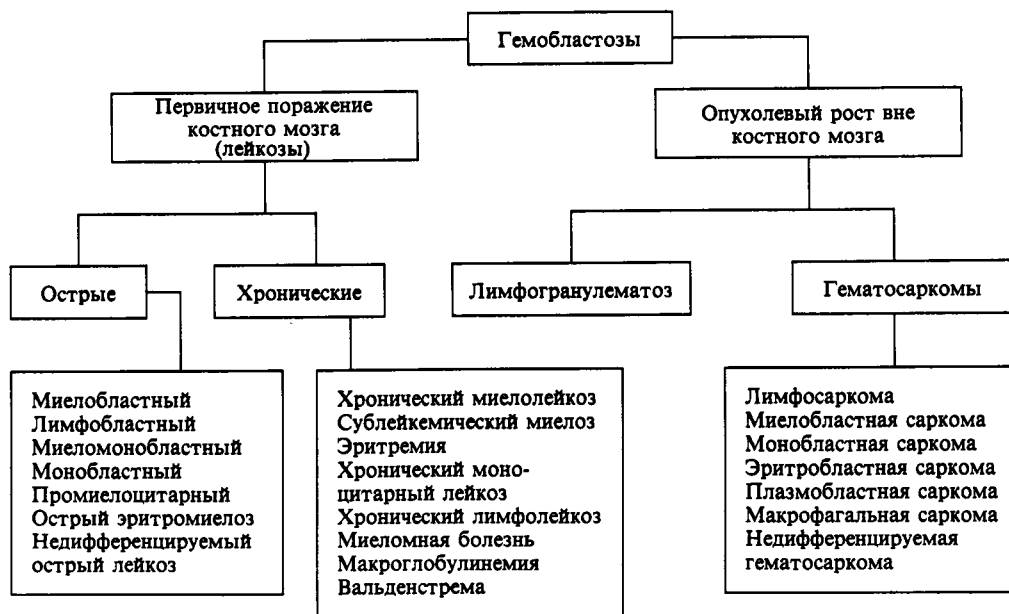 Гемобластозы
Первичное поражение
костного мозга
(лейкозы)
Опухолевый рост вне
костного мозга
Острые
Хронические
Лимфогранулематоз
Гематосаркомы
Миелобластный
Лимфобластный
Миеломонобластный
Монобластный
Промиелоцитарный
Острый эритромиелоз
Недифференцируемый
острый лейкоз
Хронический миелолейкоз
Сублейкемический миелоз
Эритремия
Хронический моно-
цитарный лейкоз
Хронический лимфолейкоз
Миеломная болезнь
Макроглобулинемия
Вальденстрема
Лимфосаркома
Миелобластная саркома
Монобластная саркома
Эритробластная саркома
Плазмобластная саркома
Макрофагальная саркома
Недифференцируемая
гематосаркома